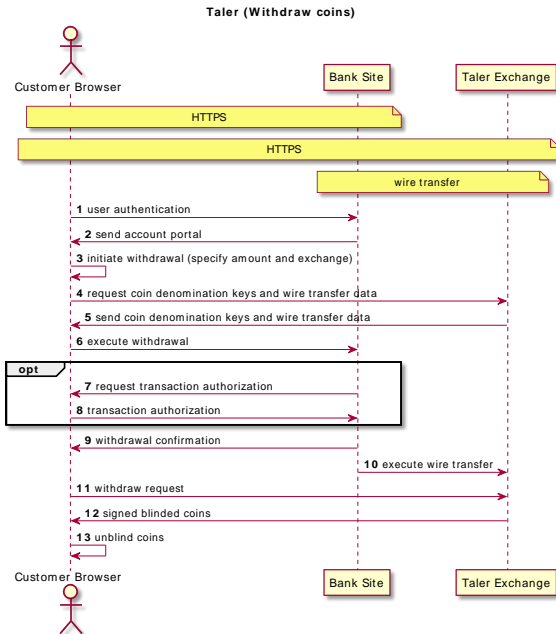 Taler (Withdraw coins)
Customer Browser
Bank Site
Taler Exchange
HTTPS
HTTPS
wire transfer
1 user authentication
2 send account portal
3 initiate withdrawal (specify amount and exchange)
4 request coin denomination keys and wire transfer data
5 send coin denomination keys and wire transfer data
6 execute withdrawal
opt
7 request transaction authorization
8 transaction authorization
9 withdrawal confirmation
10 execute wire transfer
11 withdraw request
12 signed blinded coins
13 unblind coins
Customer Browser
Bank Site
Taler Exchange